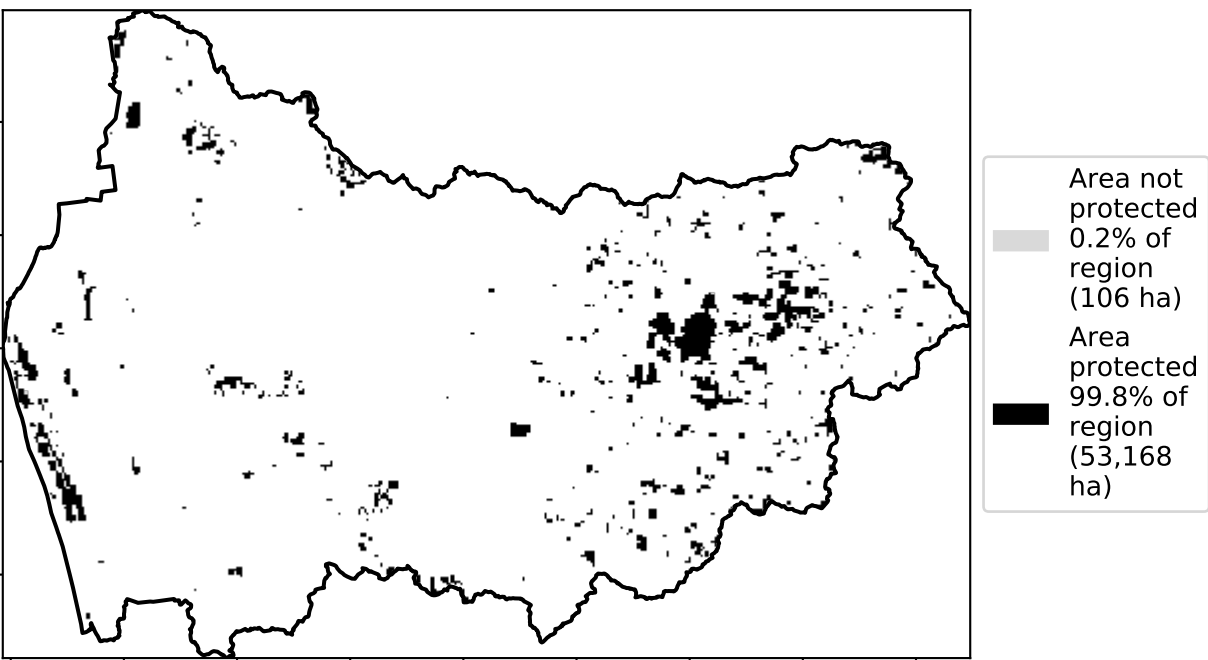 Area not
protected
0.2% of
region
(106 ha)
Area
protected
99.8% of
region
(53,168
ha)